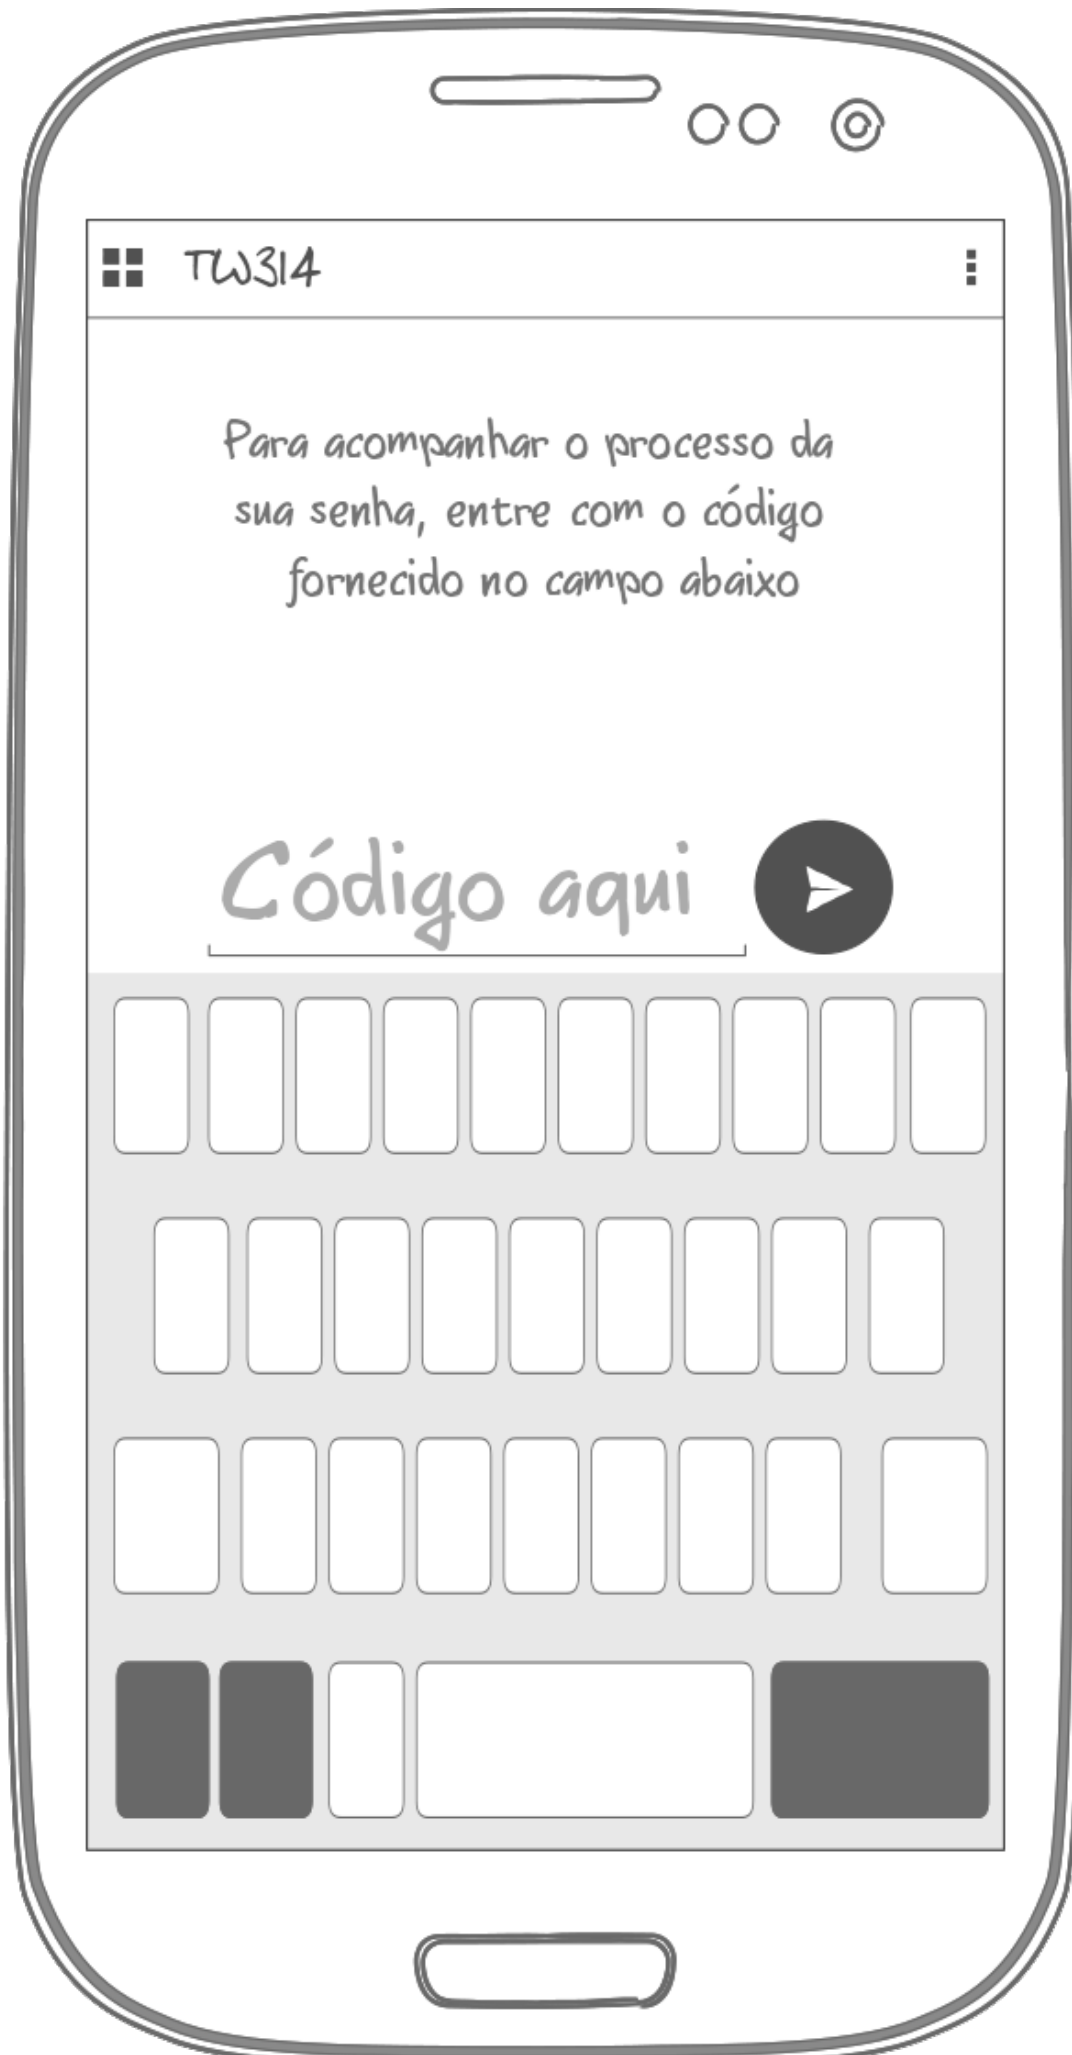 TW314
Para acompanhar o processo da
sua senha, entre com o código
fornecido no campo abaixo
Código aqui